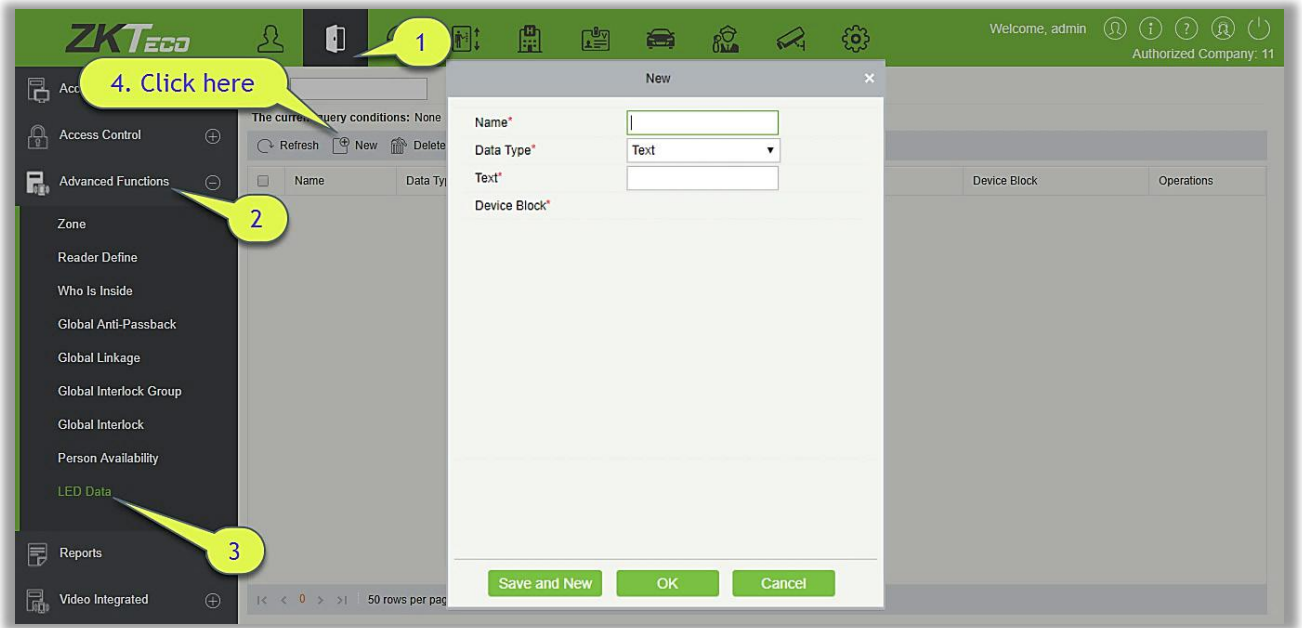 ZKTECO
Welcome, admin
Authorized Company: 11
1
4. Click here
Acc
The current query conditions: None
Access Control
Refresh New Delete
Advanced Functions
Name Data Typ Device Block Operations
2
Zone
Reader Define
Who Is Inside
Global Anti-Passback
Global Linkage
Global Interlock Group
Global Interlock
Person Availability
LED Data
3
Reports
Video Integrated
0 50 rows per pag
New
Name*
Data Type* Text
Text*
Device Block*
Save and New OK Cancel